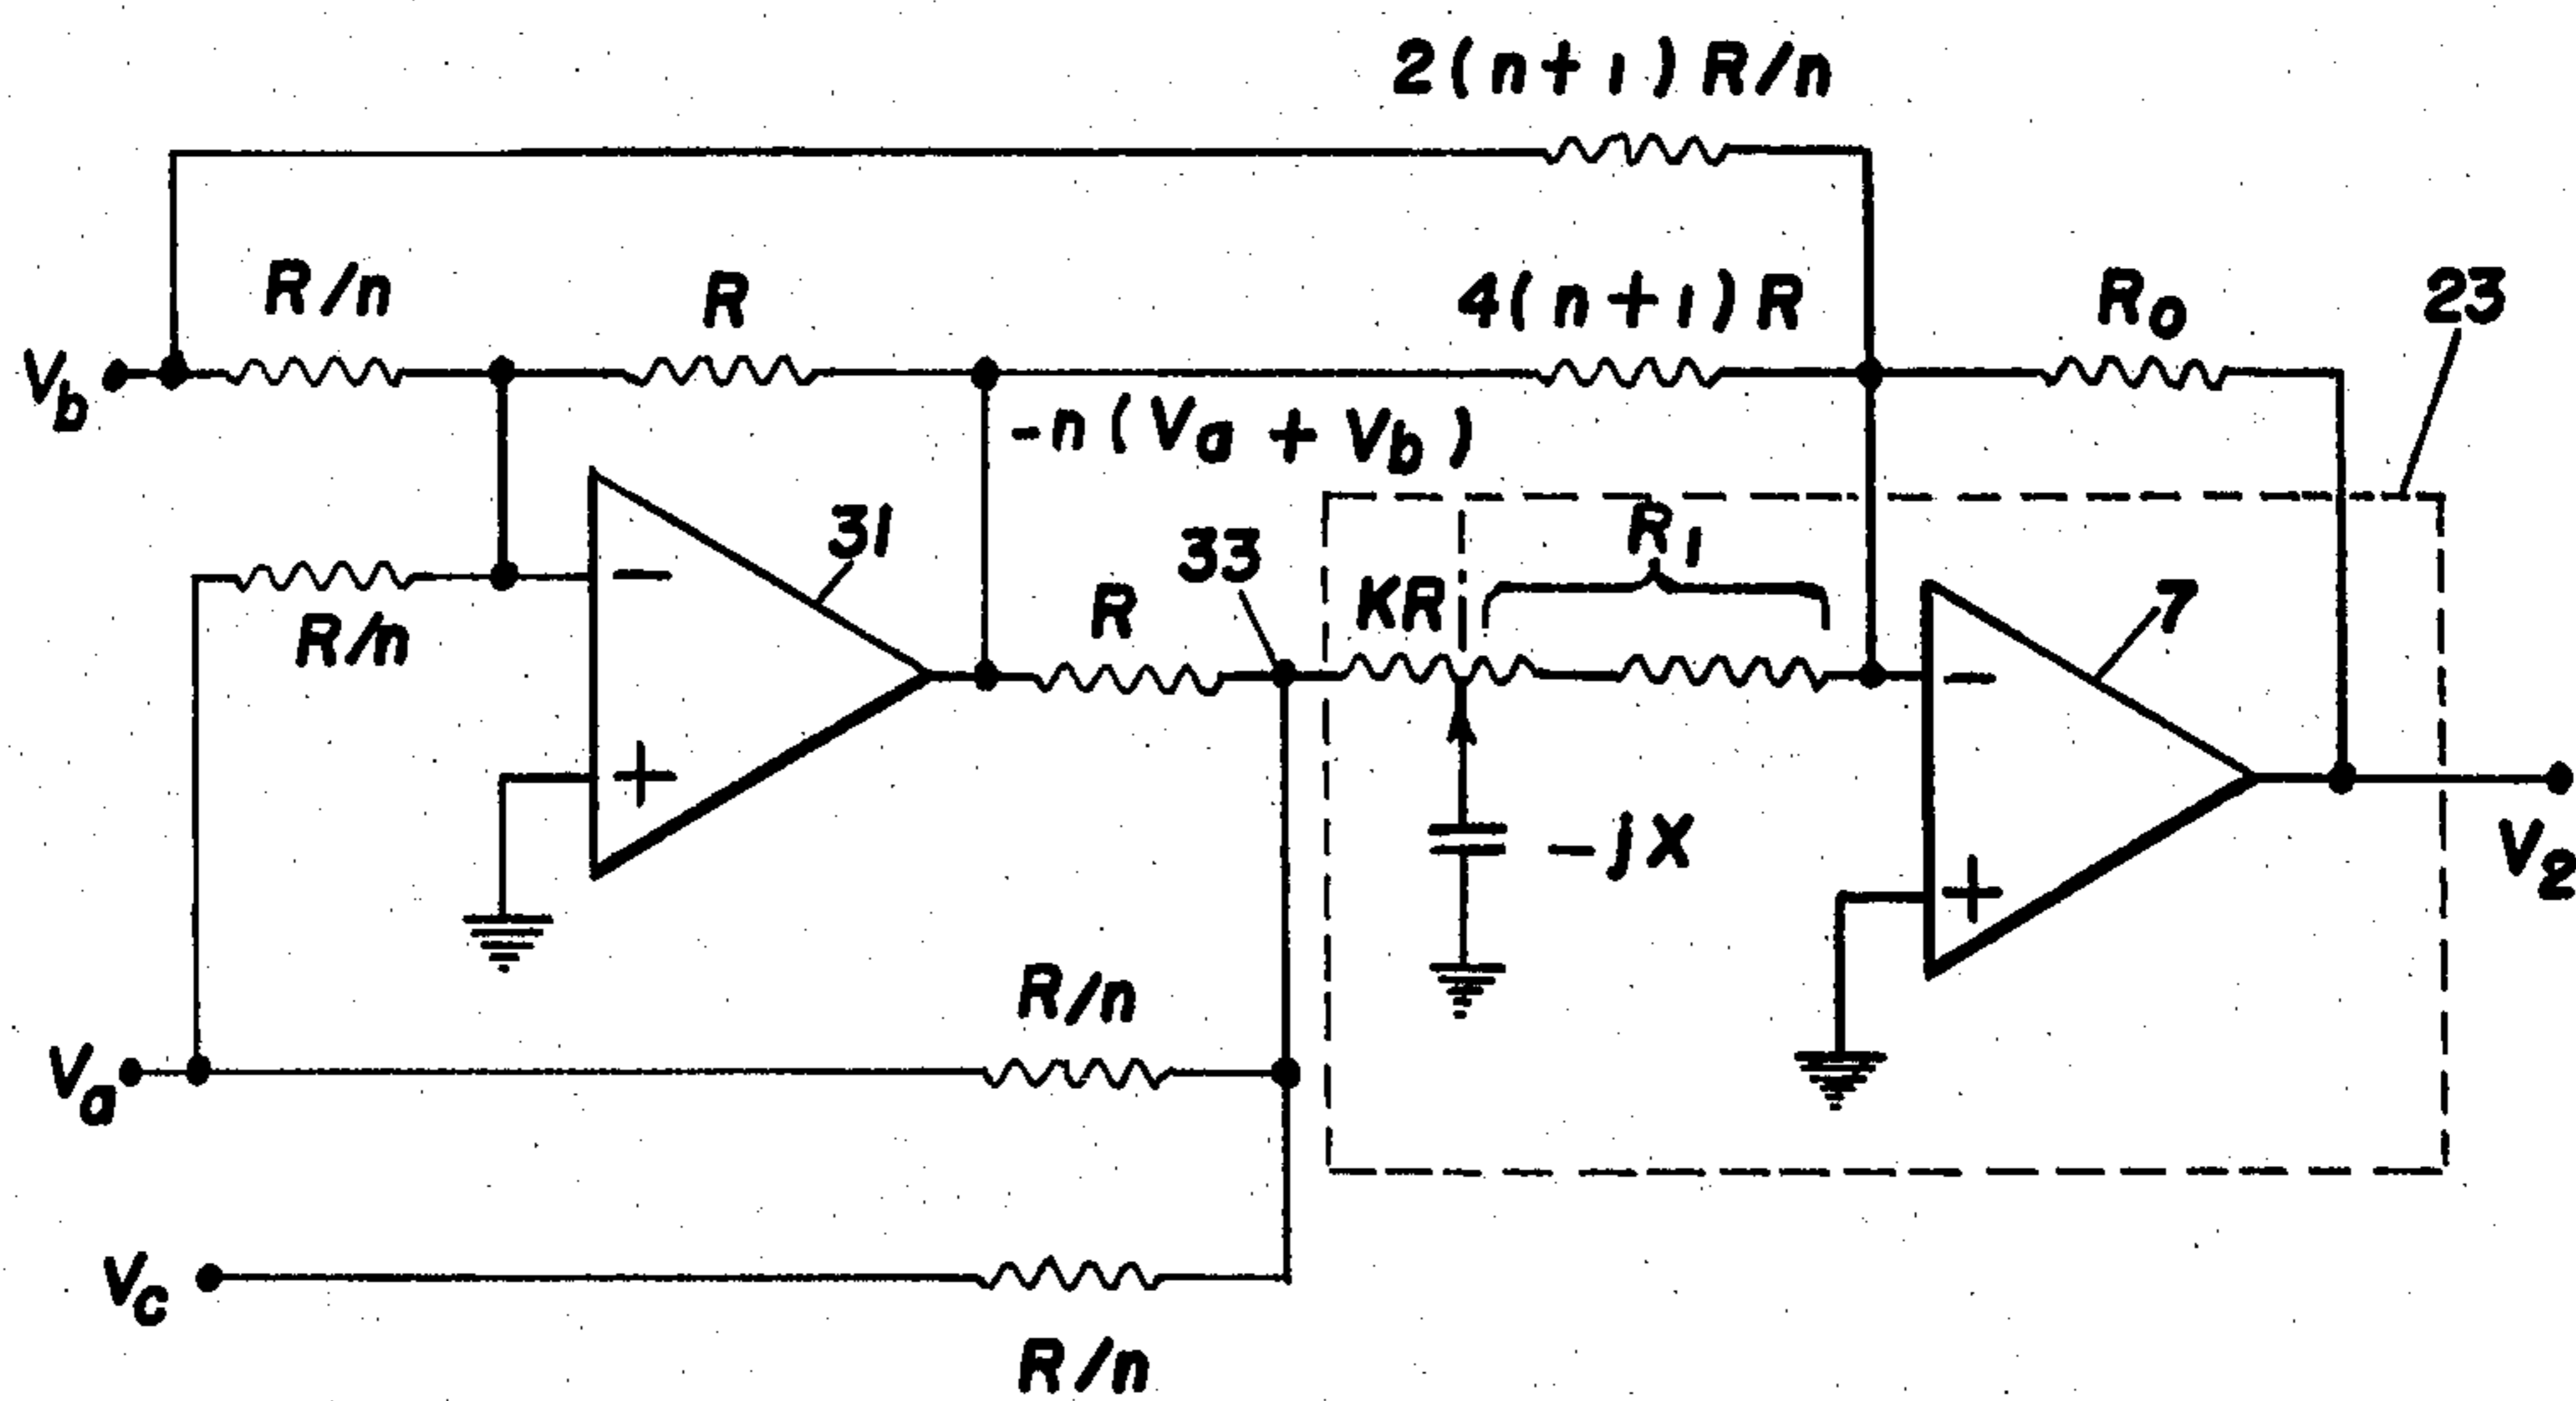 2(n+1)R/n
R/n
R
4(n+1)R
R₀
23
V_b
-n(V_a + V_b)
31
33
R₁
R/n
R
KR
7
-
+
-
+
-jX
V₂
R/n
V_a
V_c
R/n